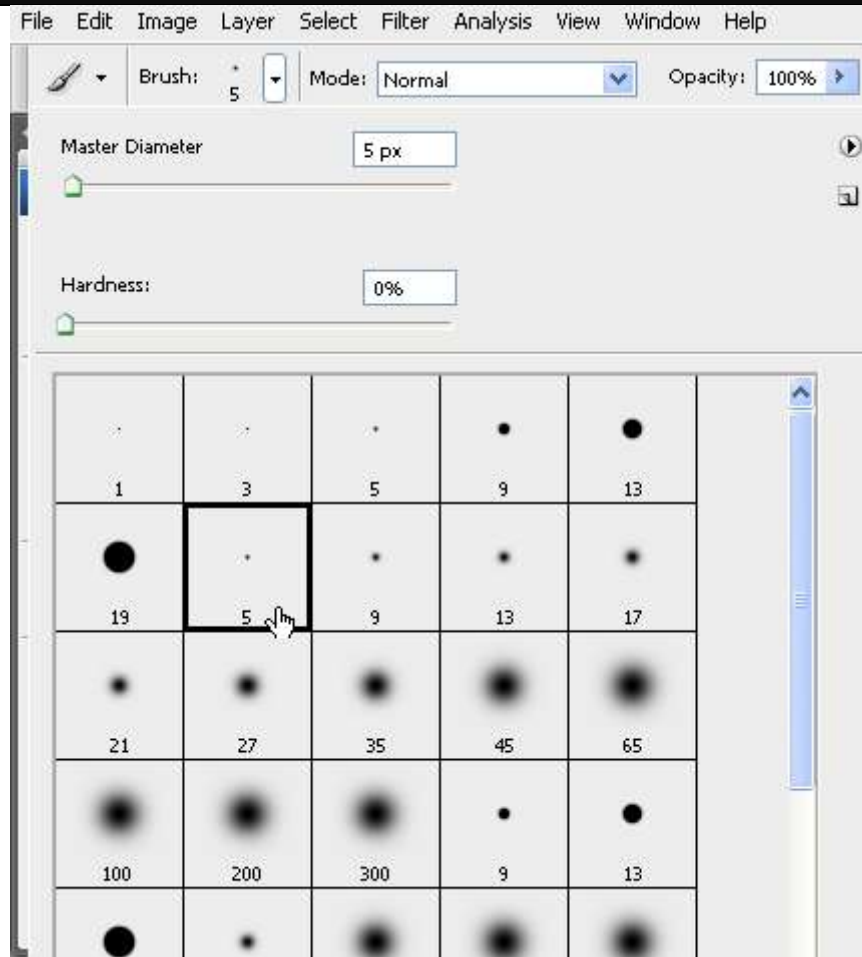 File Edit Image Layer Select Filter Analysis View Window Help
Brush: 5 Mode: Normal Opacity: 100%
Master Diameter 5 px
Hardness: 0%
1 3 5 9 13
19 5 9 13 17
21 27 35 45 65
100 200 300 9 13